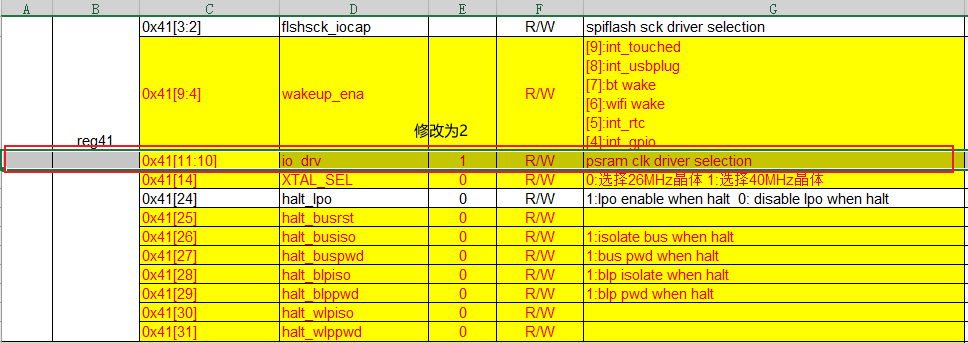 A B C D E F G
0x41[3:2] flshsck_iocap R/W spiflash sck driver selection
reg41
0x41[9:4] wakeup_ena R/W
[9]:int_touched
[8]:int_usbplug
[7]:bt wake
[6]:wifi wake
[5]:int_rtc
[4]:int_gpio
修改为2
0x41[11:10] io_drv 1 R/W psram clk driver selection
0x41[14] XTAL_SEL 0 R/W 0:选择26MHz晶体 1:选择40MHz晶体
0x41[24] halt_lpo 0 R/W 1:lpo enable when halt 0: disable lpo when halt
0x41[25] halt_busrst 0 R/W
0x41[26] halt_busiso 0 R/W 1:isolate bus when halt
0x41[27] halt_buspwd 0 R/W 1:bus pwd when halt
0x41[28] halt_blpiso 0 R/W 1:blp isolate when halt
0x41[29] halt_blppwd 0 R/W 1:blp pwd when halt
0x41[30] halt_wlpiso 0 R/W
0x41[31] halt_wlppwd 0 R/W